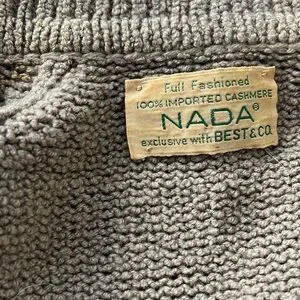 Full Fashioned
100% IMPORTED CASHMERE
NADA®
exclusive with BEST & CO.